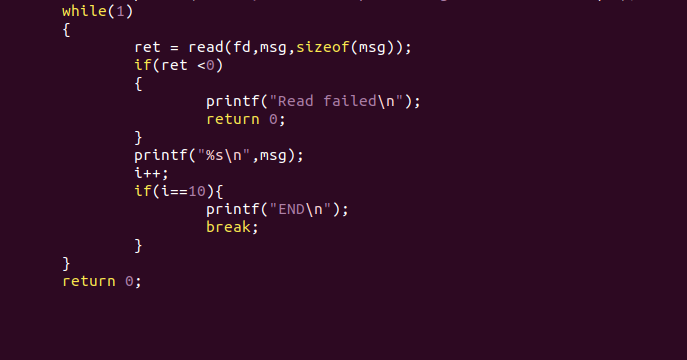 while(1)
{
ret = read(fd,msg,sizeof(msg));
if(ret <0)
{
printf("Read failed\n");
return 0;
}
printf("%s\n",msg);
i++;
if(i==10){
printf("END\n");
break;
}
}
return 0;